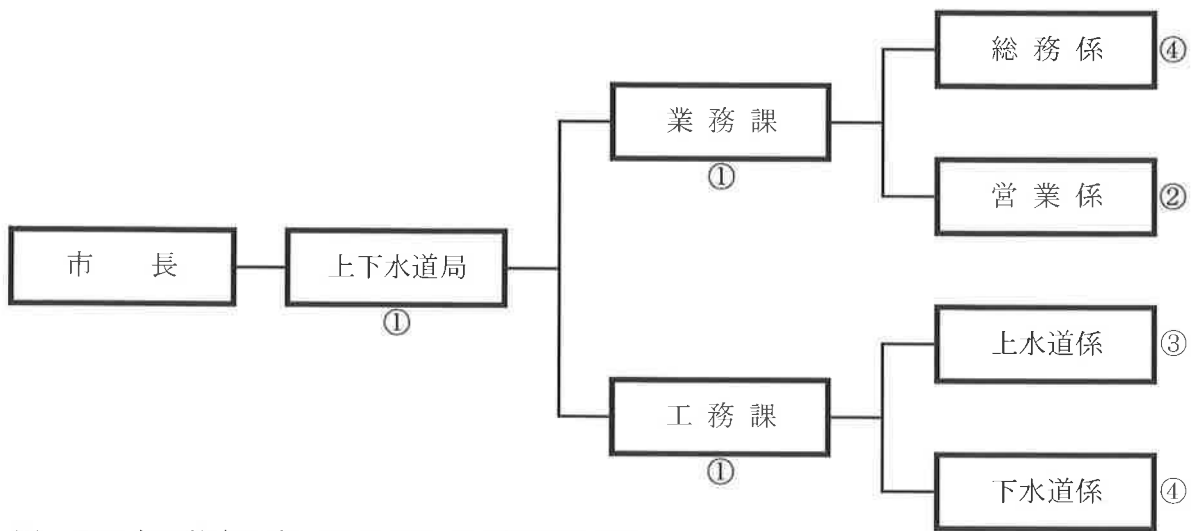 総務係 ④
業務課
①
営業係 ②
市長
上下水道局
①
上水道係 ③
工務課
①
下水道係 ④